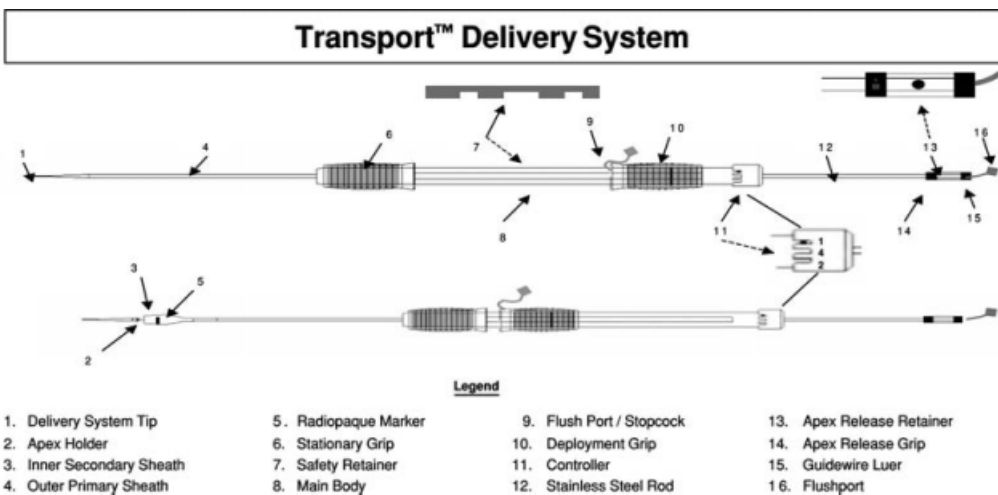 Transport™ Delivery System
9
10
6
16
1
4
7
12
13
8
11
14
15
1
4
2
3
5
2
Legend
1. Delivery System Tip
2. Apex Holder
3. Inner Secondary Sheath
4. Outer Primary Sheath
5. Radiopaque Marker
6. Stationary Grip
7. Safety Retainer
8. Main Body
9. Flush Port / Stopcock
10. Deployment Grip
11. Controller
12. Stainless Steel Rod
13. Apex Release Retainer
14. Apex Release Grip
15. Guidewire Luer
16. Flushport